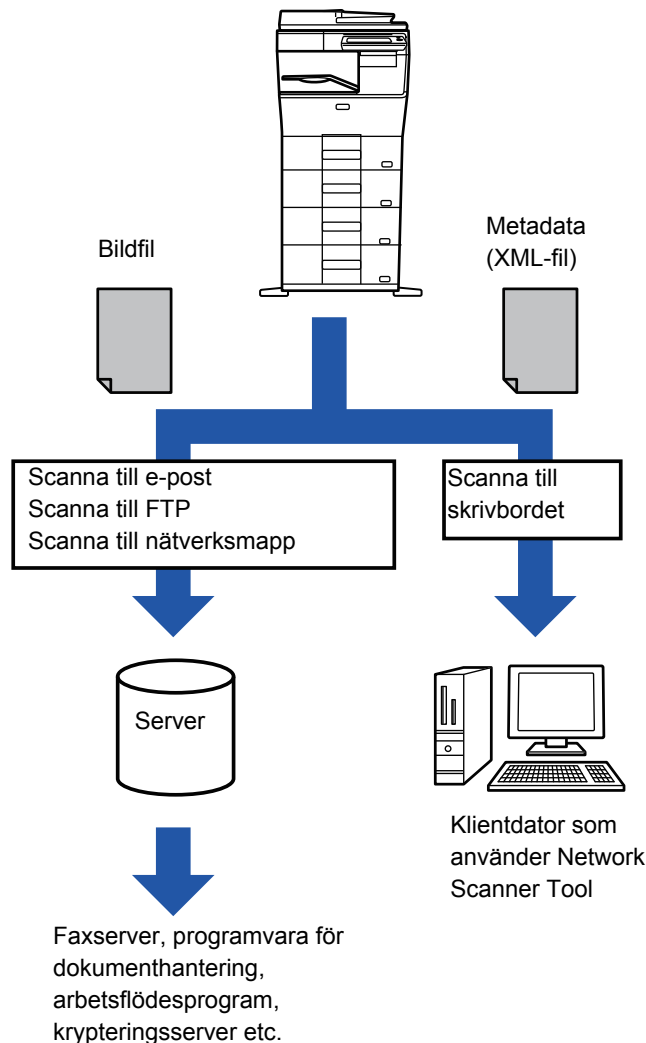 Bildfil
Metadata
(XML-fil)
Scanna till e-post
Scanna till FTP
Scanna till nätverksmapp
Scanna till
skrivbordet
Server
Klientdator som
använder Network
Scanner Tool
Faxserver, programvara för
dokumenthantering,
arbetsflödesprogram,
krypteringsserver etc.